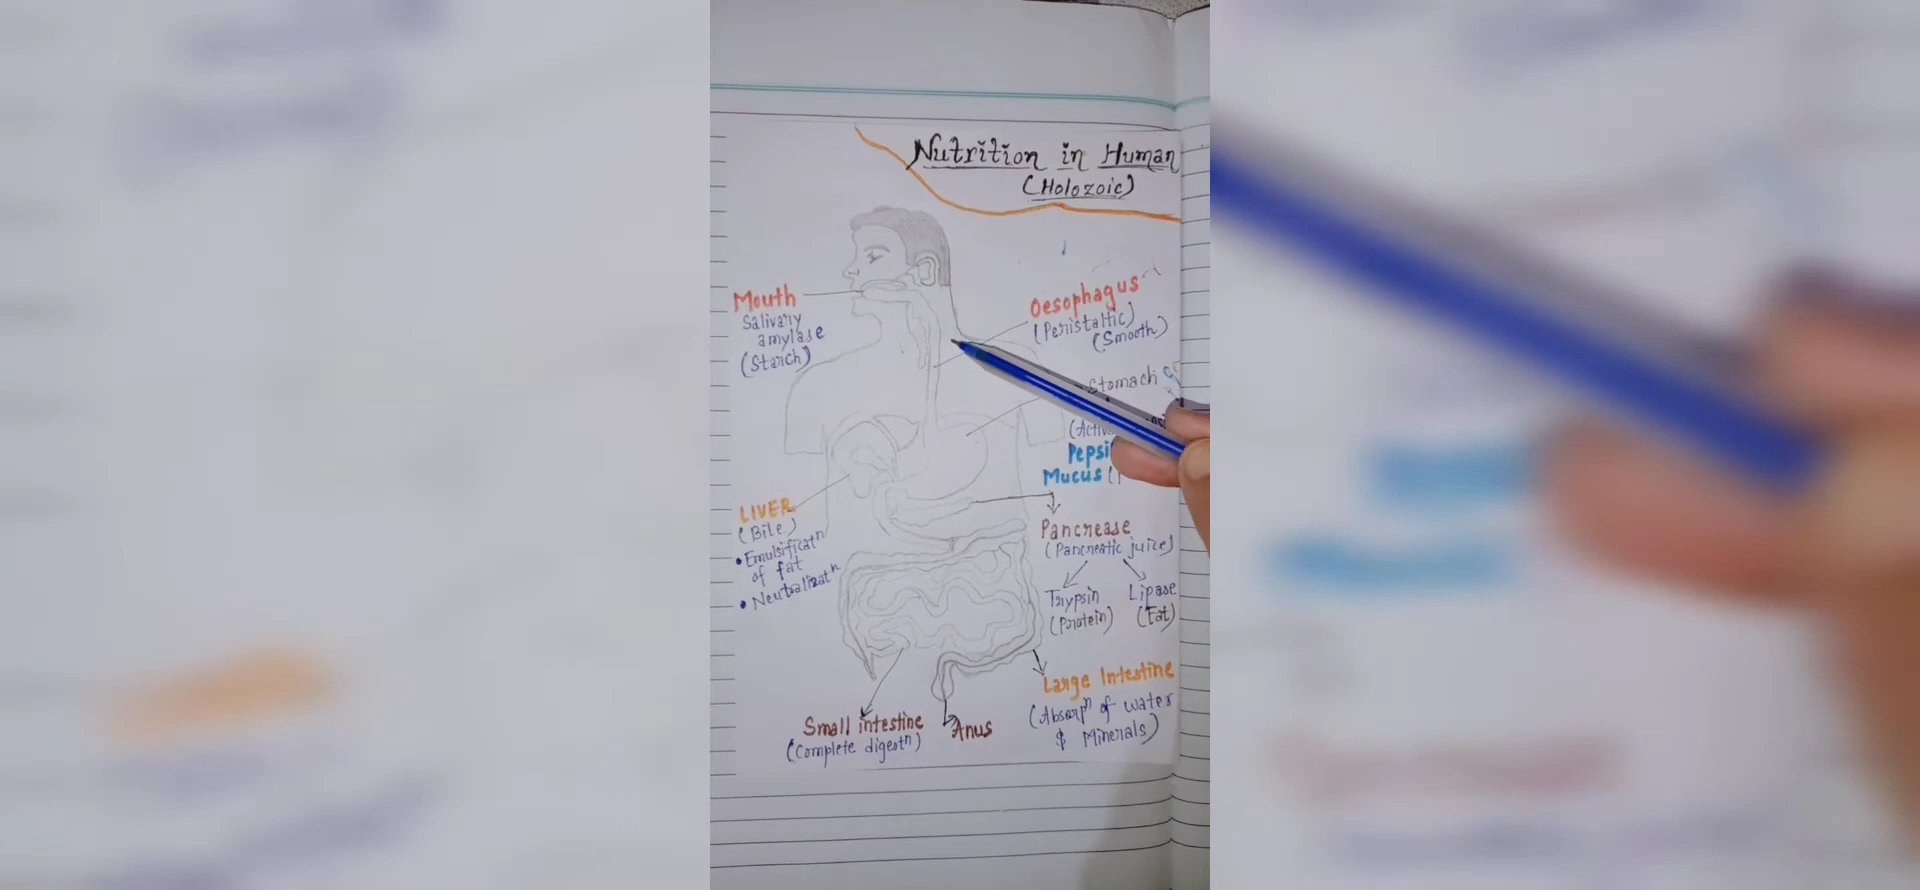 Nutrition in Human
(Holozoic)
Mouth
Salivary
amylase
(Starch)
Oesophagus
(Peristaltic)
(Smooth)
Stomach
Mucus
LIVER
(Bile)
• Emulsificatn
of fat
• Neutralizatn
Pancrease
(Pancreatic juice)
Trypsin
(Protein)
Lipase
(Fat)
Large Intestine
(Absorpn of water
& Minerals)
Small intestine
(Complete digestn)
Anus